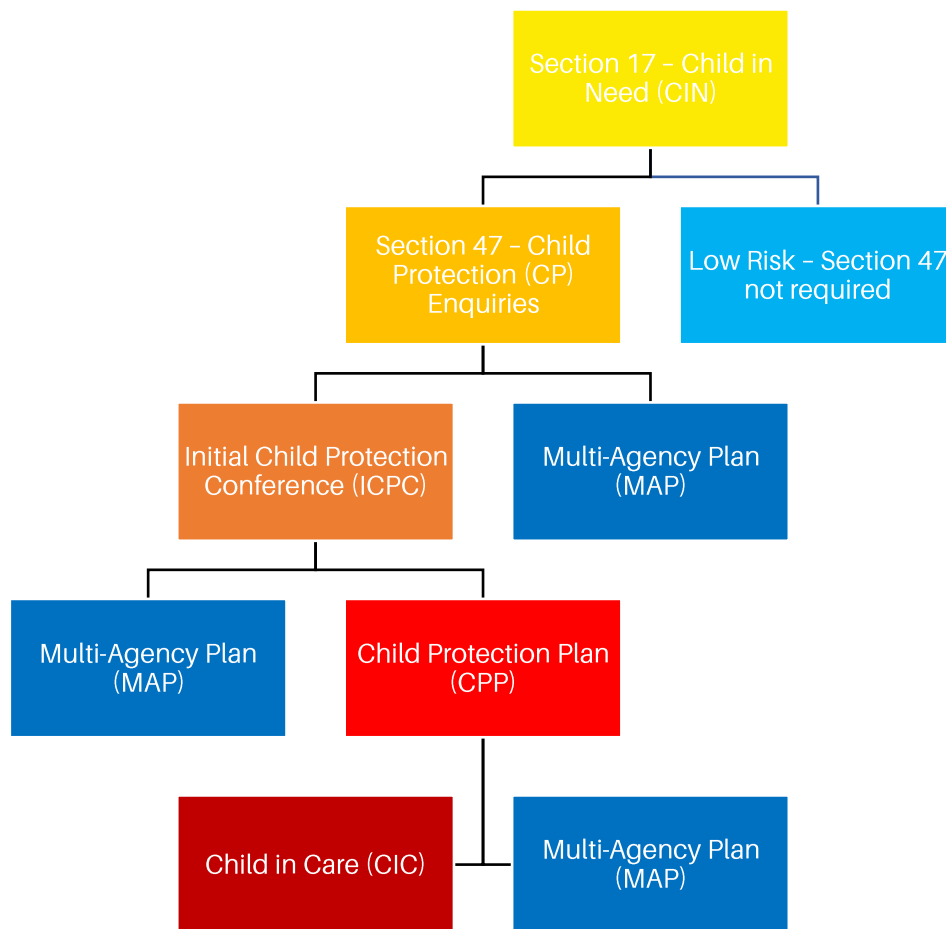 Section 17 – Child in
Need (CIN)
Section 47 – Child
Protection (CP)
Enquiries
Low Risk – Section 47
not required
Initial Child Protection
Conference (ICPC)
Multi-Agency Plan
(MAP)
Multi-Agency Plan
(MAP)
Child Protection Plan
(CPP)
Child in Care (CIC)
Multi-Agency Plan
(MAP)